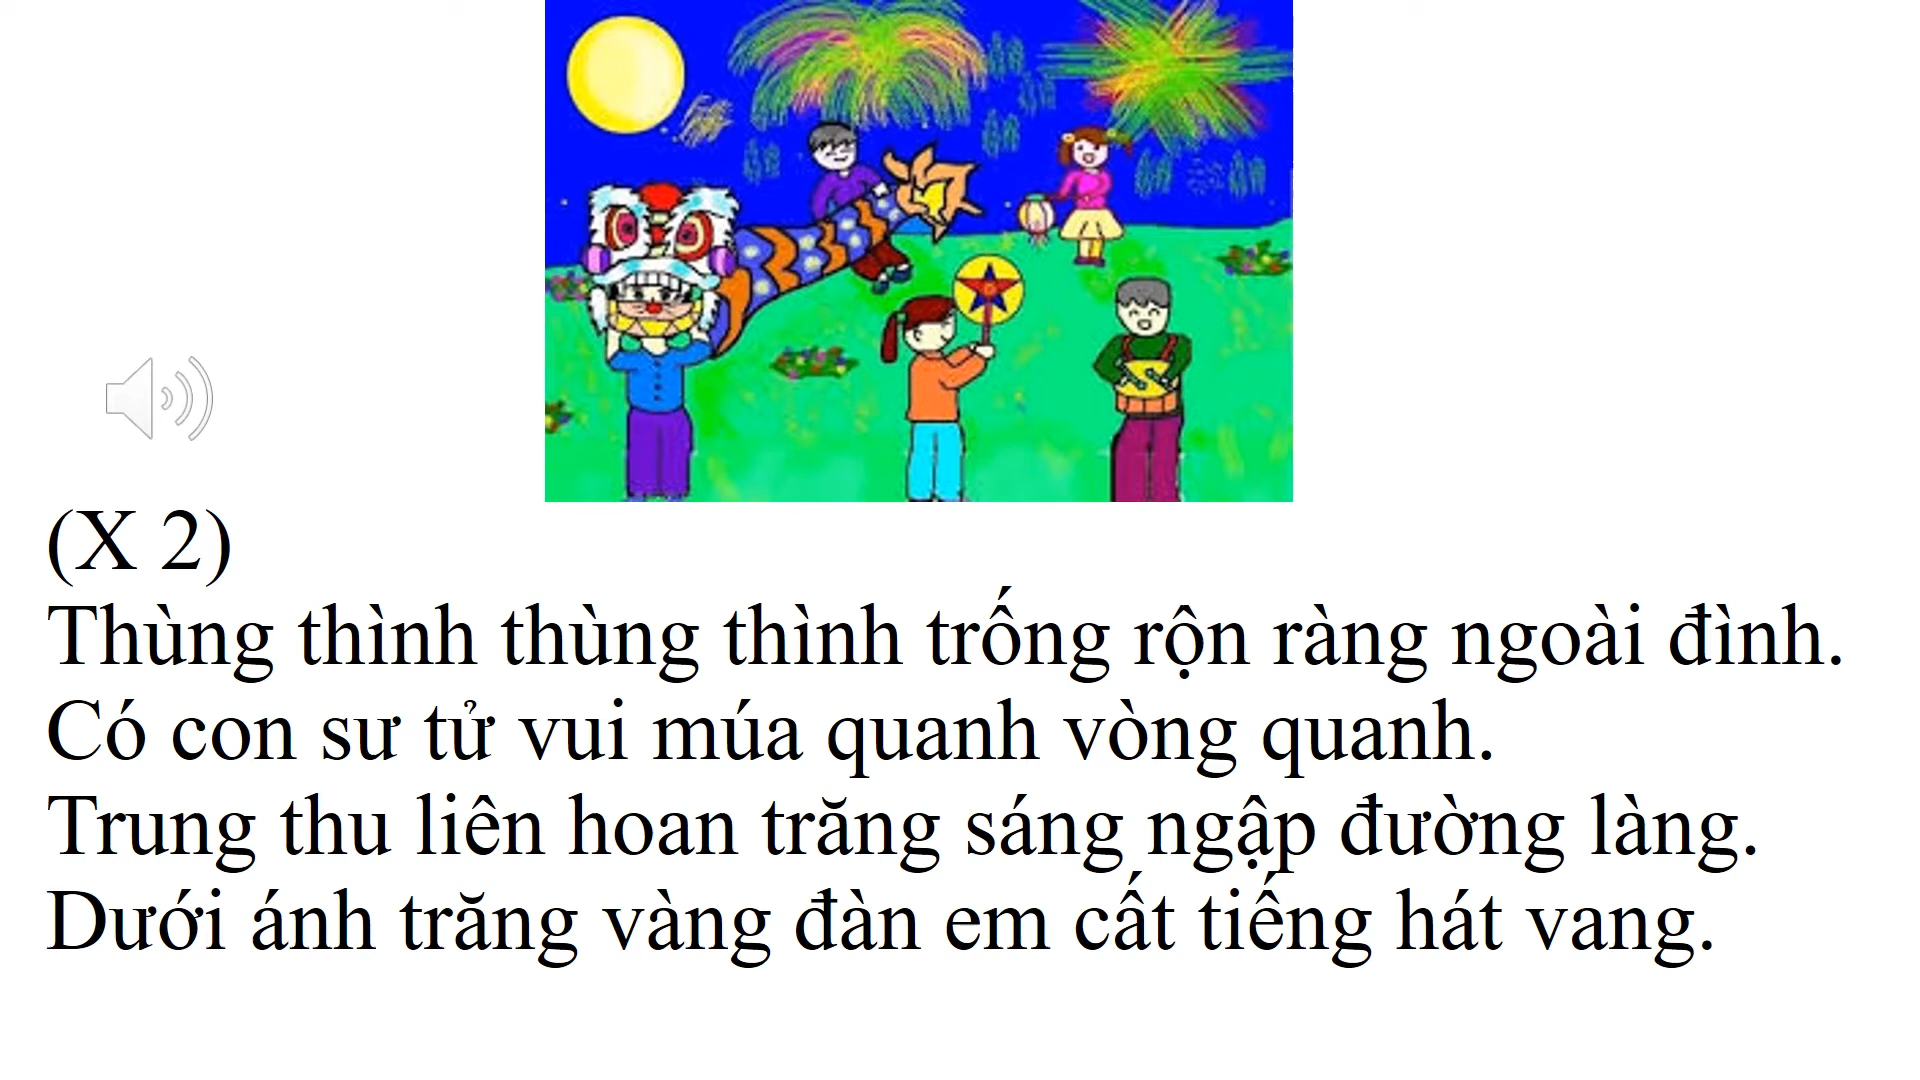 (X 2)
Thùng thình thùng thình trống rộn ràng ngoài đình.
Có con sư tử vui múa quanh vòng quanh.
Trung thu liên hoan trăng sáng ngập đường làng.
Dưới ánh trăng vàng đàn em cất tiếng hát vang.